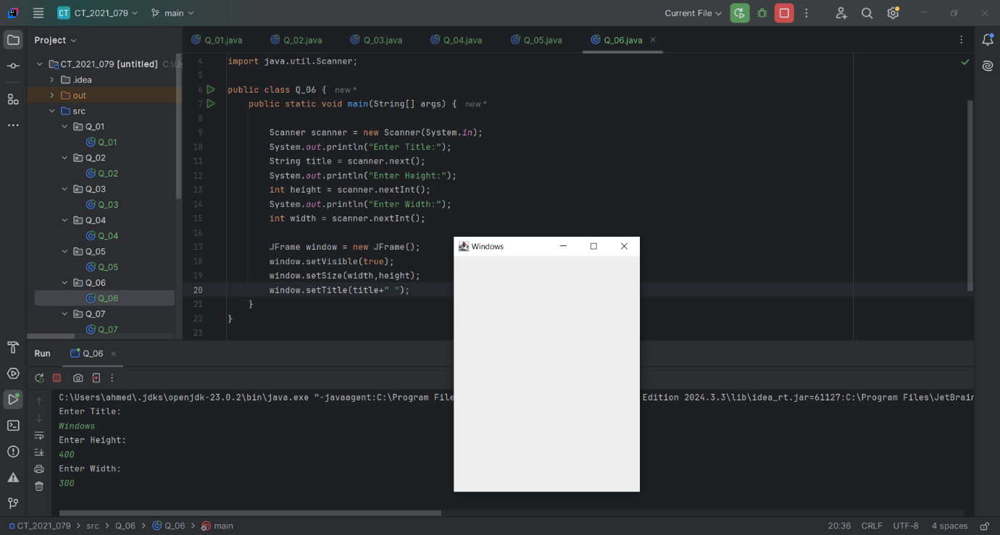 CT CT_2021_079 main Current File
Project
CT_2021_079 [untitled] C:\Us
.idea
out
src
Q_01
Q_01
Q_02
Q_02
Q_03
Q_03
Q_04
Q_04
Q_05
Q_05
Q_06
Q_06
Q_07
Q_07
Q_01.java Q_02.java Q_03.java Q_04.java Q_05.java Q_06.java
4 import java.util.Scanner;
5
6 public class Q_06 { new *
7 public static void main(String[] args) { new *
8
9 Scanner scanner = new Scanner(System.in);
10 System.out.println("Enter Title:");
11 String title = scanner.next();
12 System.out.println("Enter Height:");
13 int height = scanner.nextInt();
14 System.out.println("Enter Width:");
15 int width = scanner.nextInt();
16
17 JFrame window = new JFrame();
18 window.setVisible(true);
19 window.setSize(width,height);
20 window.setTitle(title+" ");
21 }
22 }
23
Windows
Run Q_06
C:\Users\ahmed\.jdks\openjdk-23.0.2\bin\java.exe "-javaagent:C:\Program File Edition 2024.3.3\lib\idea_rt.jar=61127:C:\Program Files\JetBrain
Enter Title:
Windows
Enter Height:
400
Enter Width:
300
CT_2021_079 > src > Q_06 > Q_06 > main 20:36 CRLF UTF-8 4 spaces